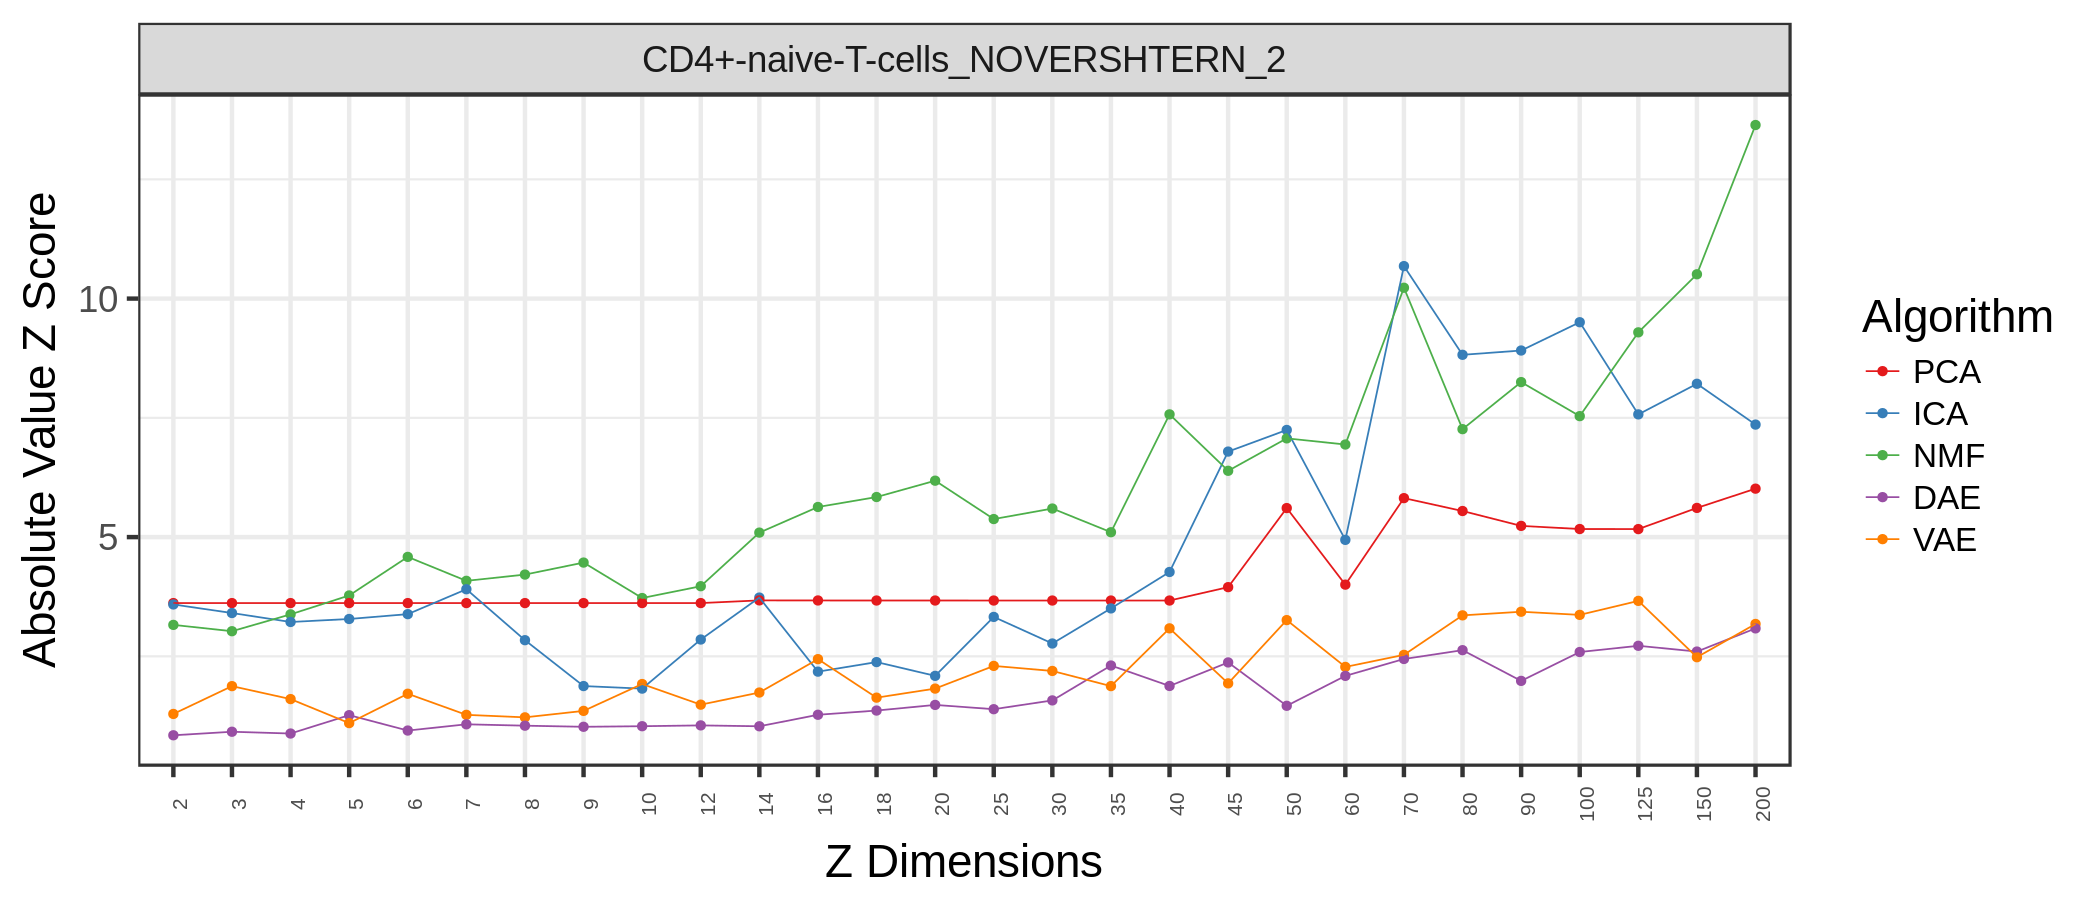 CD4+-naive-T-cells_NOVERSHTERN_2
Absolute Value Z Score
10
5
2 3 4 5 6 7 8 9 10 12 14 16 18 20 25 30 35 40 45 50 60 70 80 90 100 125 150 200
Z Dimensions
Algorithm
PCA
ICA
NMF
DAE
VAE